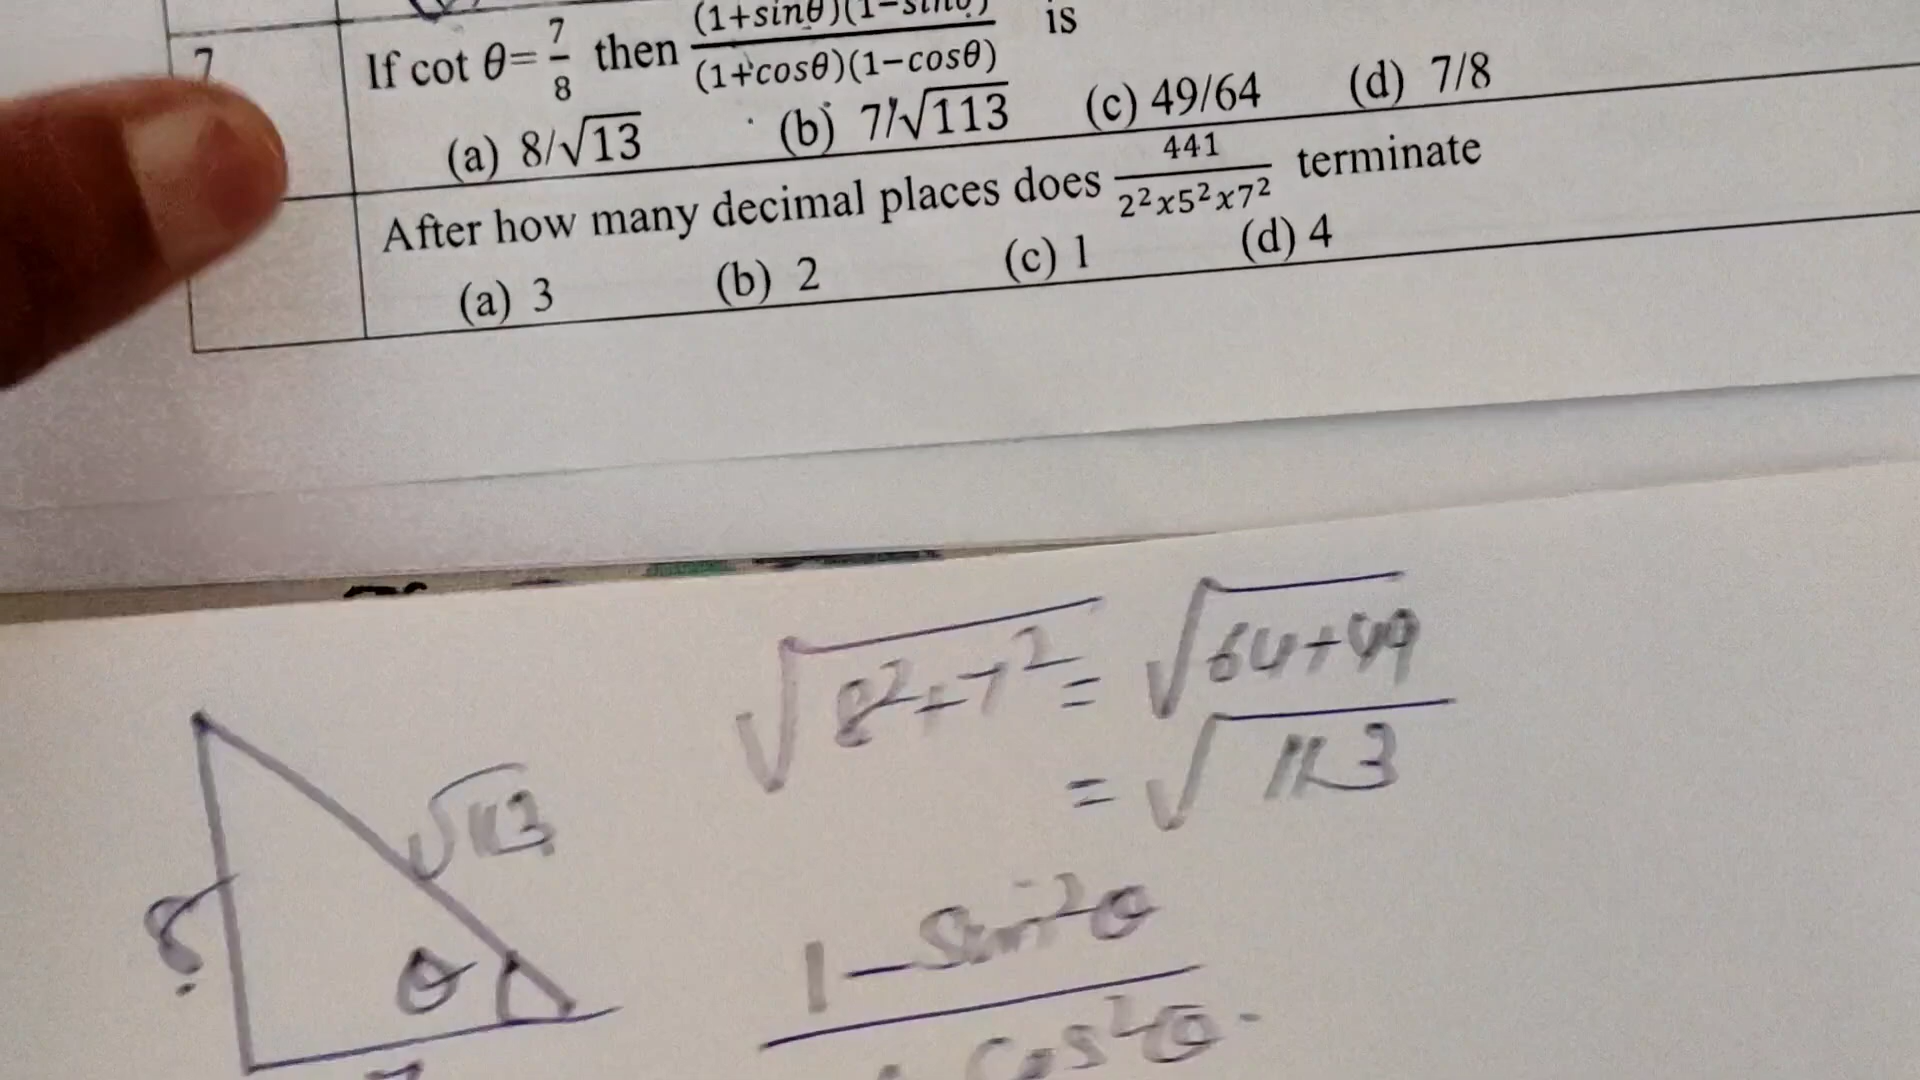 7 If cot θ= 7/8 then (1+sinθ)(1−sinθ)/(1+cosθ)(1−cosθ) is
(a) 8/√13 (b) 7/√113 (c) 49/64 (d) 7/8
After how many decimal places does 441/2²x5²x7² terminate
(a) 3 (b) 2 (c) 1 (d) 4
√8²+7² = √64+49
= √113
√113
8
θ
1−Sin²θ
Cos²θ